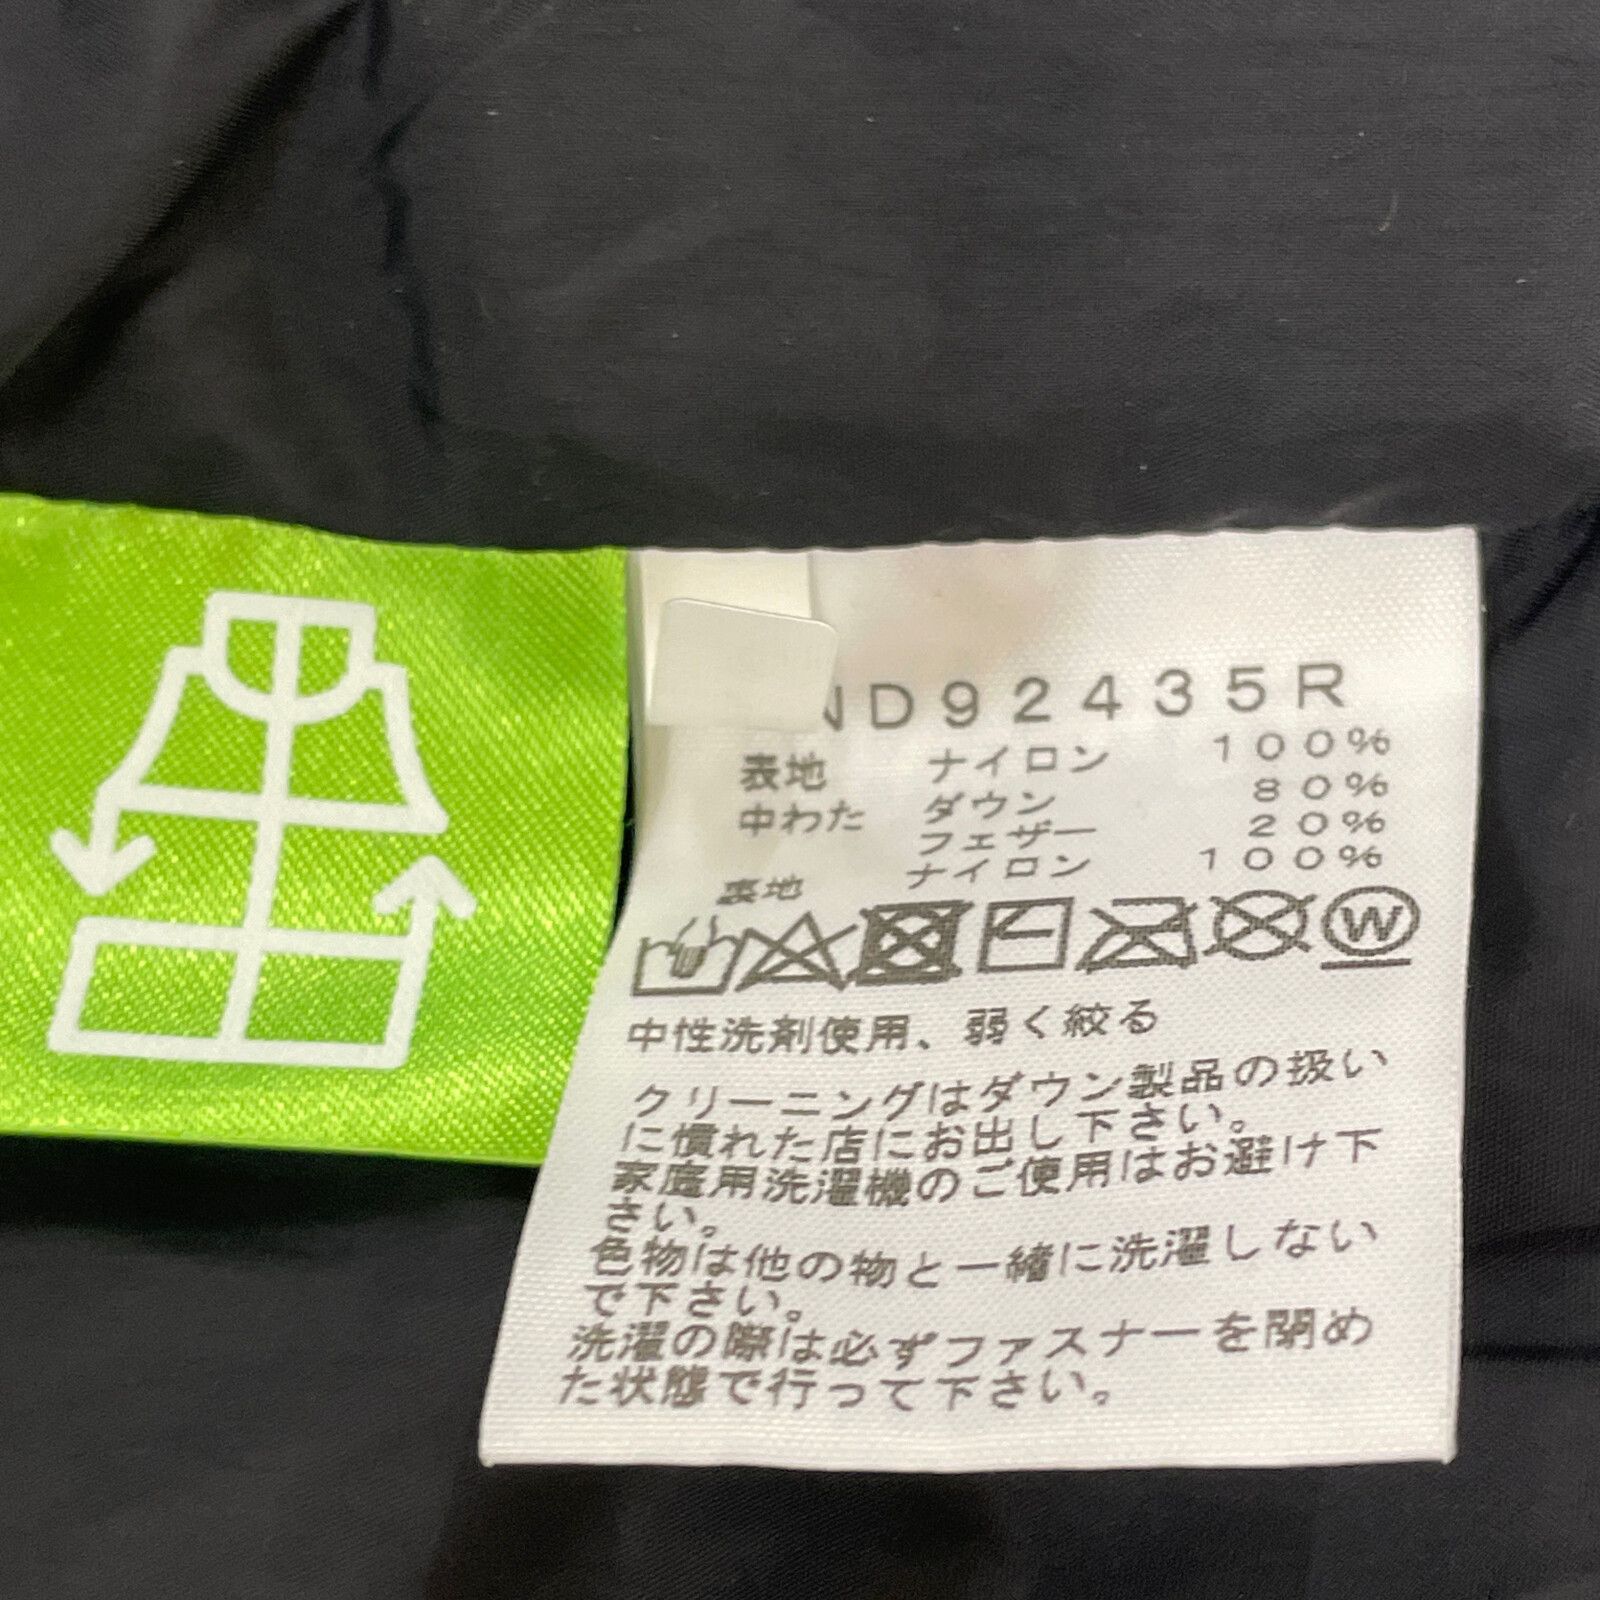 ND92435R
表地 ナイロン 100%
中わた ダウン 80%
フェザー 20%
裏地 ナイロン 100%
W
中性洗剤使用、弱く絞る
クリーニングはダウン製品の扱い
に慣れた店にお出し下さい。
家庭用洗濯機のご使用はお避け下
さい。
色物は他の物と一緒に洗濯しない
で下さい。
洗濯の際は必ずファスナーを閉め
た状態で行って下さい。